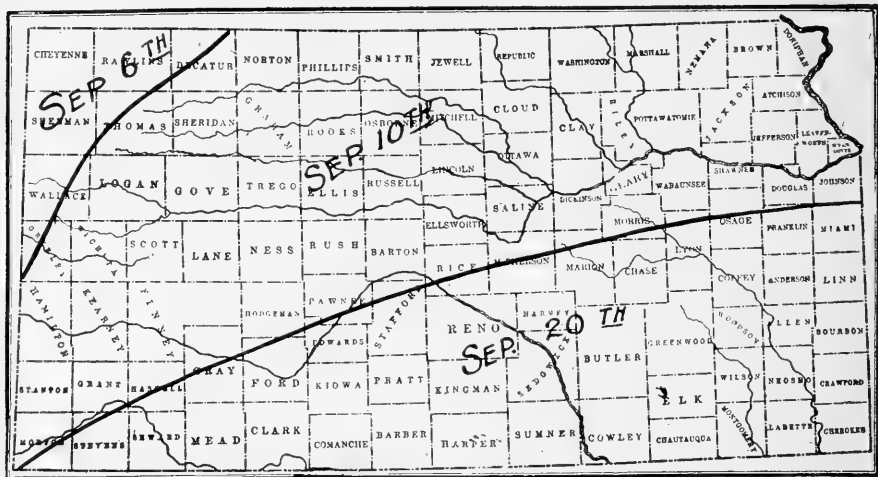 CHEYENNE RAWLINS DECATUR NORTON PHILLIPS SMITH JEWELL REPUBLIC WASHINGTON MARSHALL NEMAHA BROWN DONIPHAN
SEP 6TH
SHERMAN THOMAS SHERIDAN GRAHAM ROOKS OSBORNE MITCHELL CLOUD CLAY RILEY POTTAWATOMIE JACKSON ATCHISON
JEFFERSON LEAVENWORTH WYANDOTTE
SEP. 10TH
WALLACE LOGAN GOVE TREGO ELLIS RUSSELL LINCOLN OTTAWA SALINE DICKINSON GEARY WABAUNSEE SHAWNEE DOUGLAS JOHNSON
GREELEY WICHITA SCOTT LANE NESS RUSH BARTON ELLSWORTH RICE MCPHERSON MARION MORRIS CHASE LYON OSAGE FRANKLIN MIAMI
COFFEY ANDERSON LINN
HAMILTON KEARNEY FINNEY HODGEMAN PAWNEE STAFFORD RENO HARVEY
SEP. 20TH
EDWARDS SEDGWICK BUTLER GREENWOOD WOODSON ALLEN BOURBON
STANTON GRANT HASKELL GRAY FORD KIOWA PRATT KINGMAN ELK WILSON NEOSHO CRAWFORD
MORTON STEVENS SEWARD MEAD CLARK COMANCHE BARBER HARPER SUMNER COWLEY CHAUTAUQUA MONTGOMERY LABETTE CHEROKEE